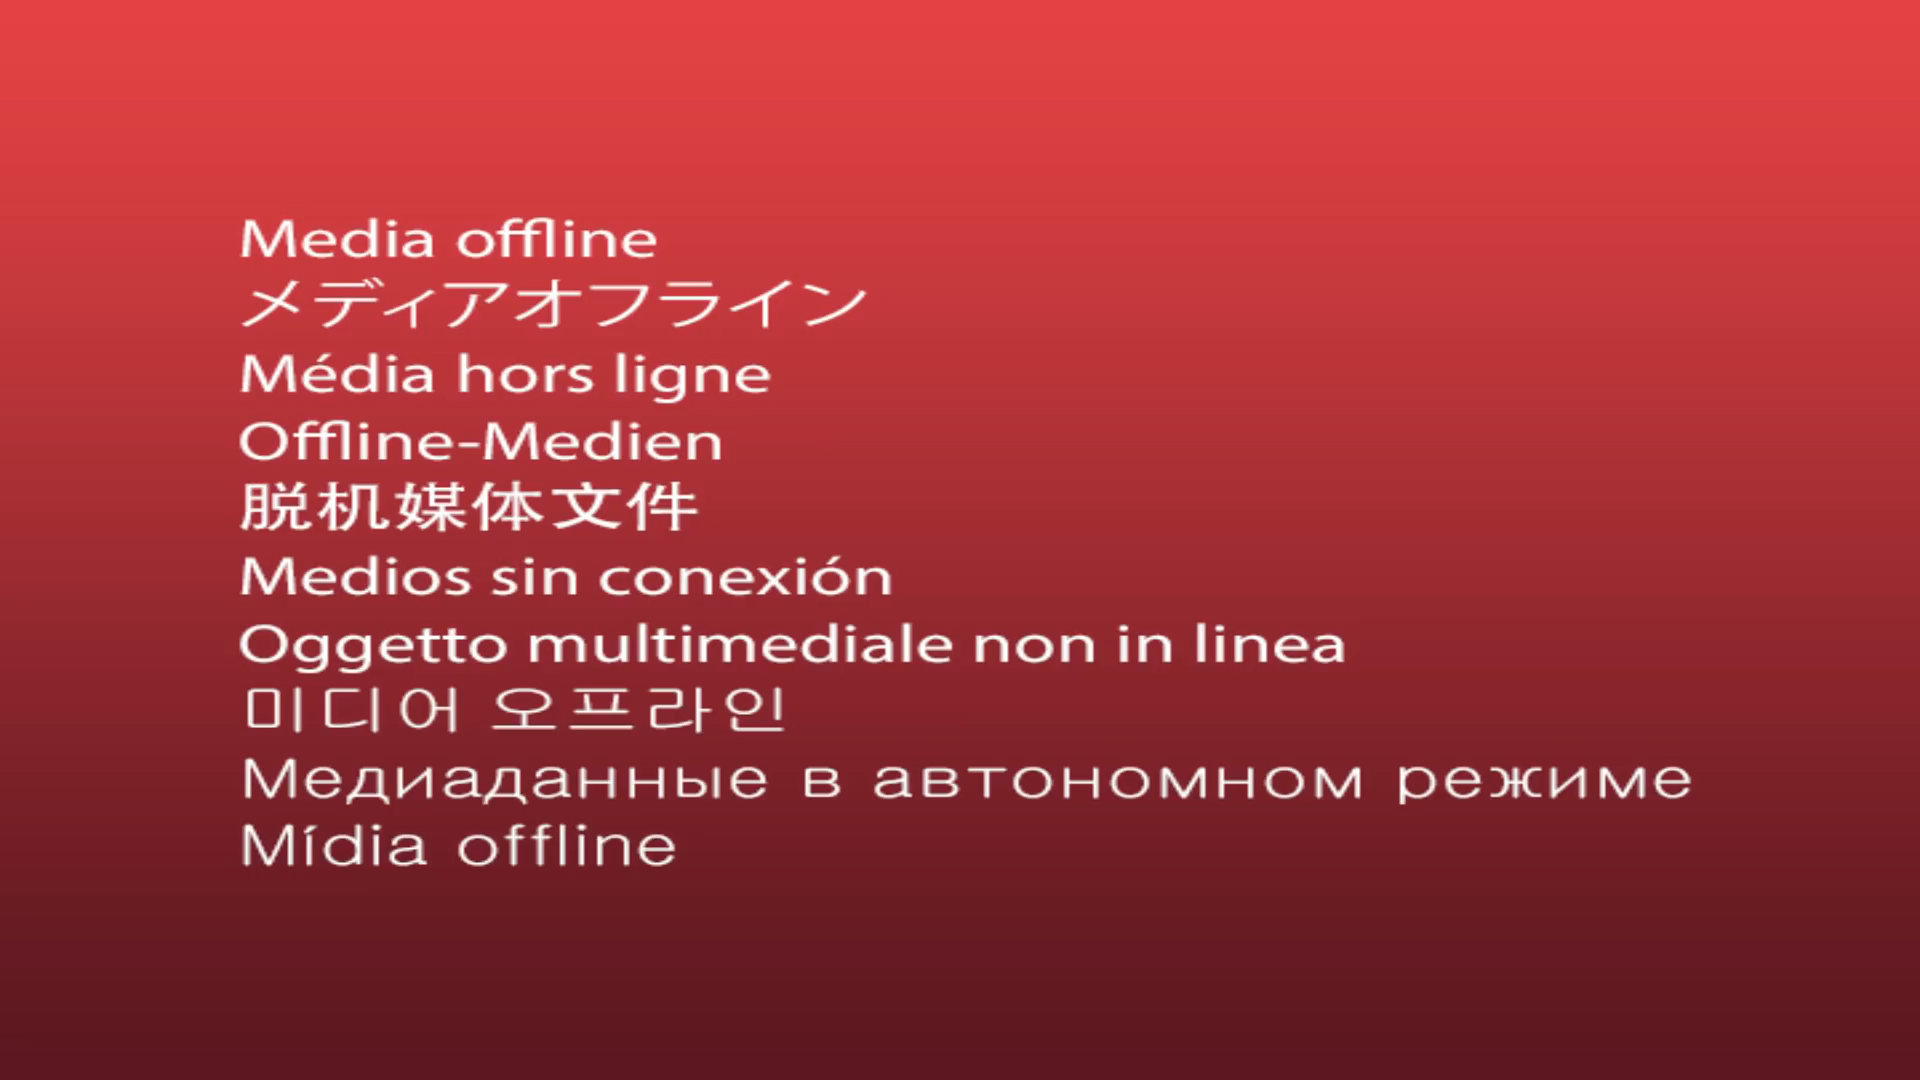 Media offline
メディアオフライン
Média hors ligne
Offline-Medien
脱机媒体文件
Medios sin conexión
Oggetto multimediale non in linea
미디어 오프라인
Медиаданные в автономном режиме
Mídia offline